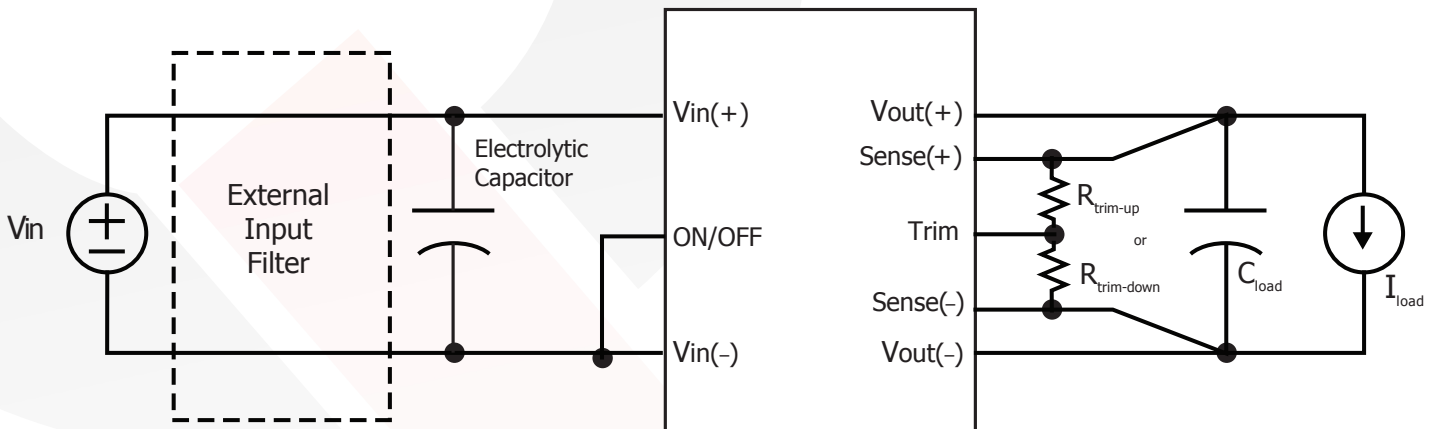 Vin
External
Input
Filter
Electrolytic
Capacitor
Vin(+)
ON/OFF
Vin(–)
Vout(+)
Sense(+)
Trim
Sense(–)
Vout(–)
Rtrim-up
or
Rtrim-down
Cload
Iload